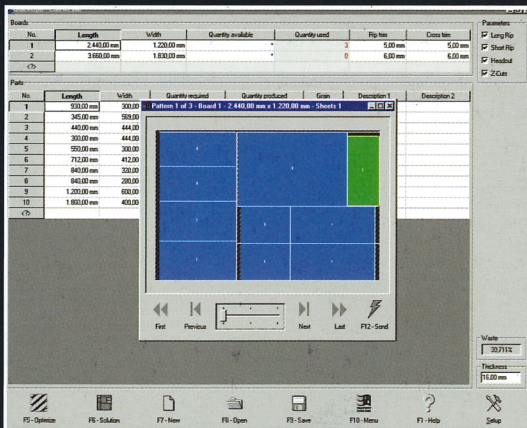 Boards
No. Length Width Quantity available Quantity used Rip trim Cross trim
1 2.440,00 mm 1.220,00 mm * 3 5,00 mm 5,00 mm
2 3.660,00 mm 1.830,00 mm * 0 6,00 mm 6,00 mm
<?>
Parameters
Long Rip
Short Rip
Headcut
Z-Cuts
Parts
No. Length Width Quantity required Quantity produced Grain Description 1 Description 2
1 930,00 mm 300,00
2 345,00 mm 569,00
3 440,00 mm 444,00
4 300,00 mm 444,00
5 550,00 mm 300,00
6 712,00 mm 412,00
7 840,00 mm 320,00
8 840,00 mm 280,00
9 1.200,00 mm 600,00
10 1.800,00 mm 400,00
<?>
Pattern 1 of 3 - Board 1 - 2.440,00 mm x 1.220,00 mm - Sheets 1
First Previous Next Last F12 - Send
Waste
39,711%
Thickness
16,00 mm
F5 - Optimize F6 - Solution F7 - New F8 - Open F9 - Save F10 - Menu F1 - Help Setup